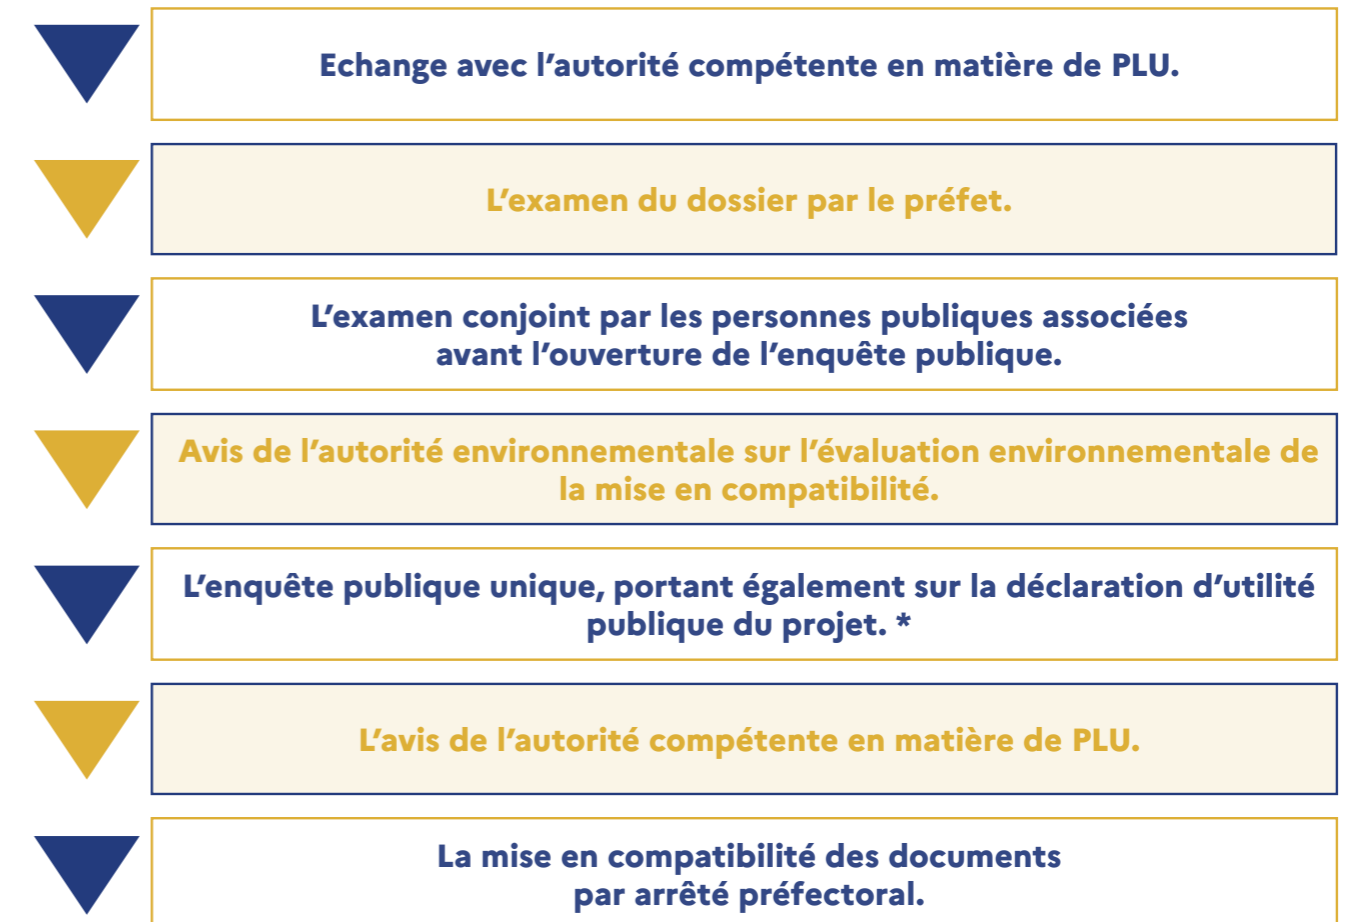 Echange avec l’autorité compétente en matière de PLU.
L’examen du dossier par le préfet.
L’examen conjoint par les personnes publiques associées
avant l’ouverture de l’enquête publique.
Avis de l’autorité environnementale sur l’évaluation environnementale de
la mise en compatibilité.
L’enquête publique unique, portant également sur la déclaration d’utilité
publique du projet. *
L’avis de l’autorité compétente en matière de PLU.
La mise en compatibilité des documents
par arrêté préfectoral.